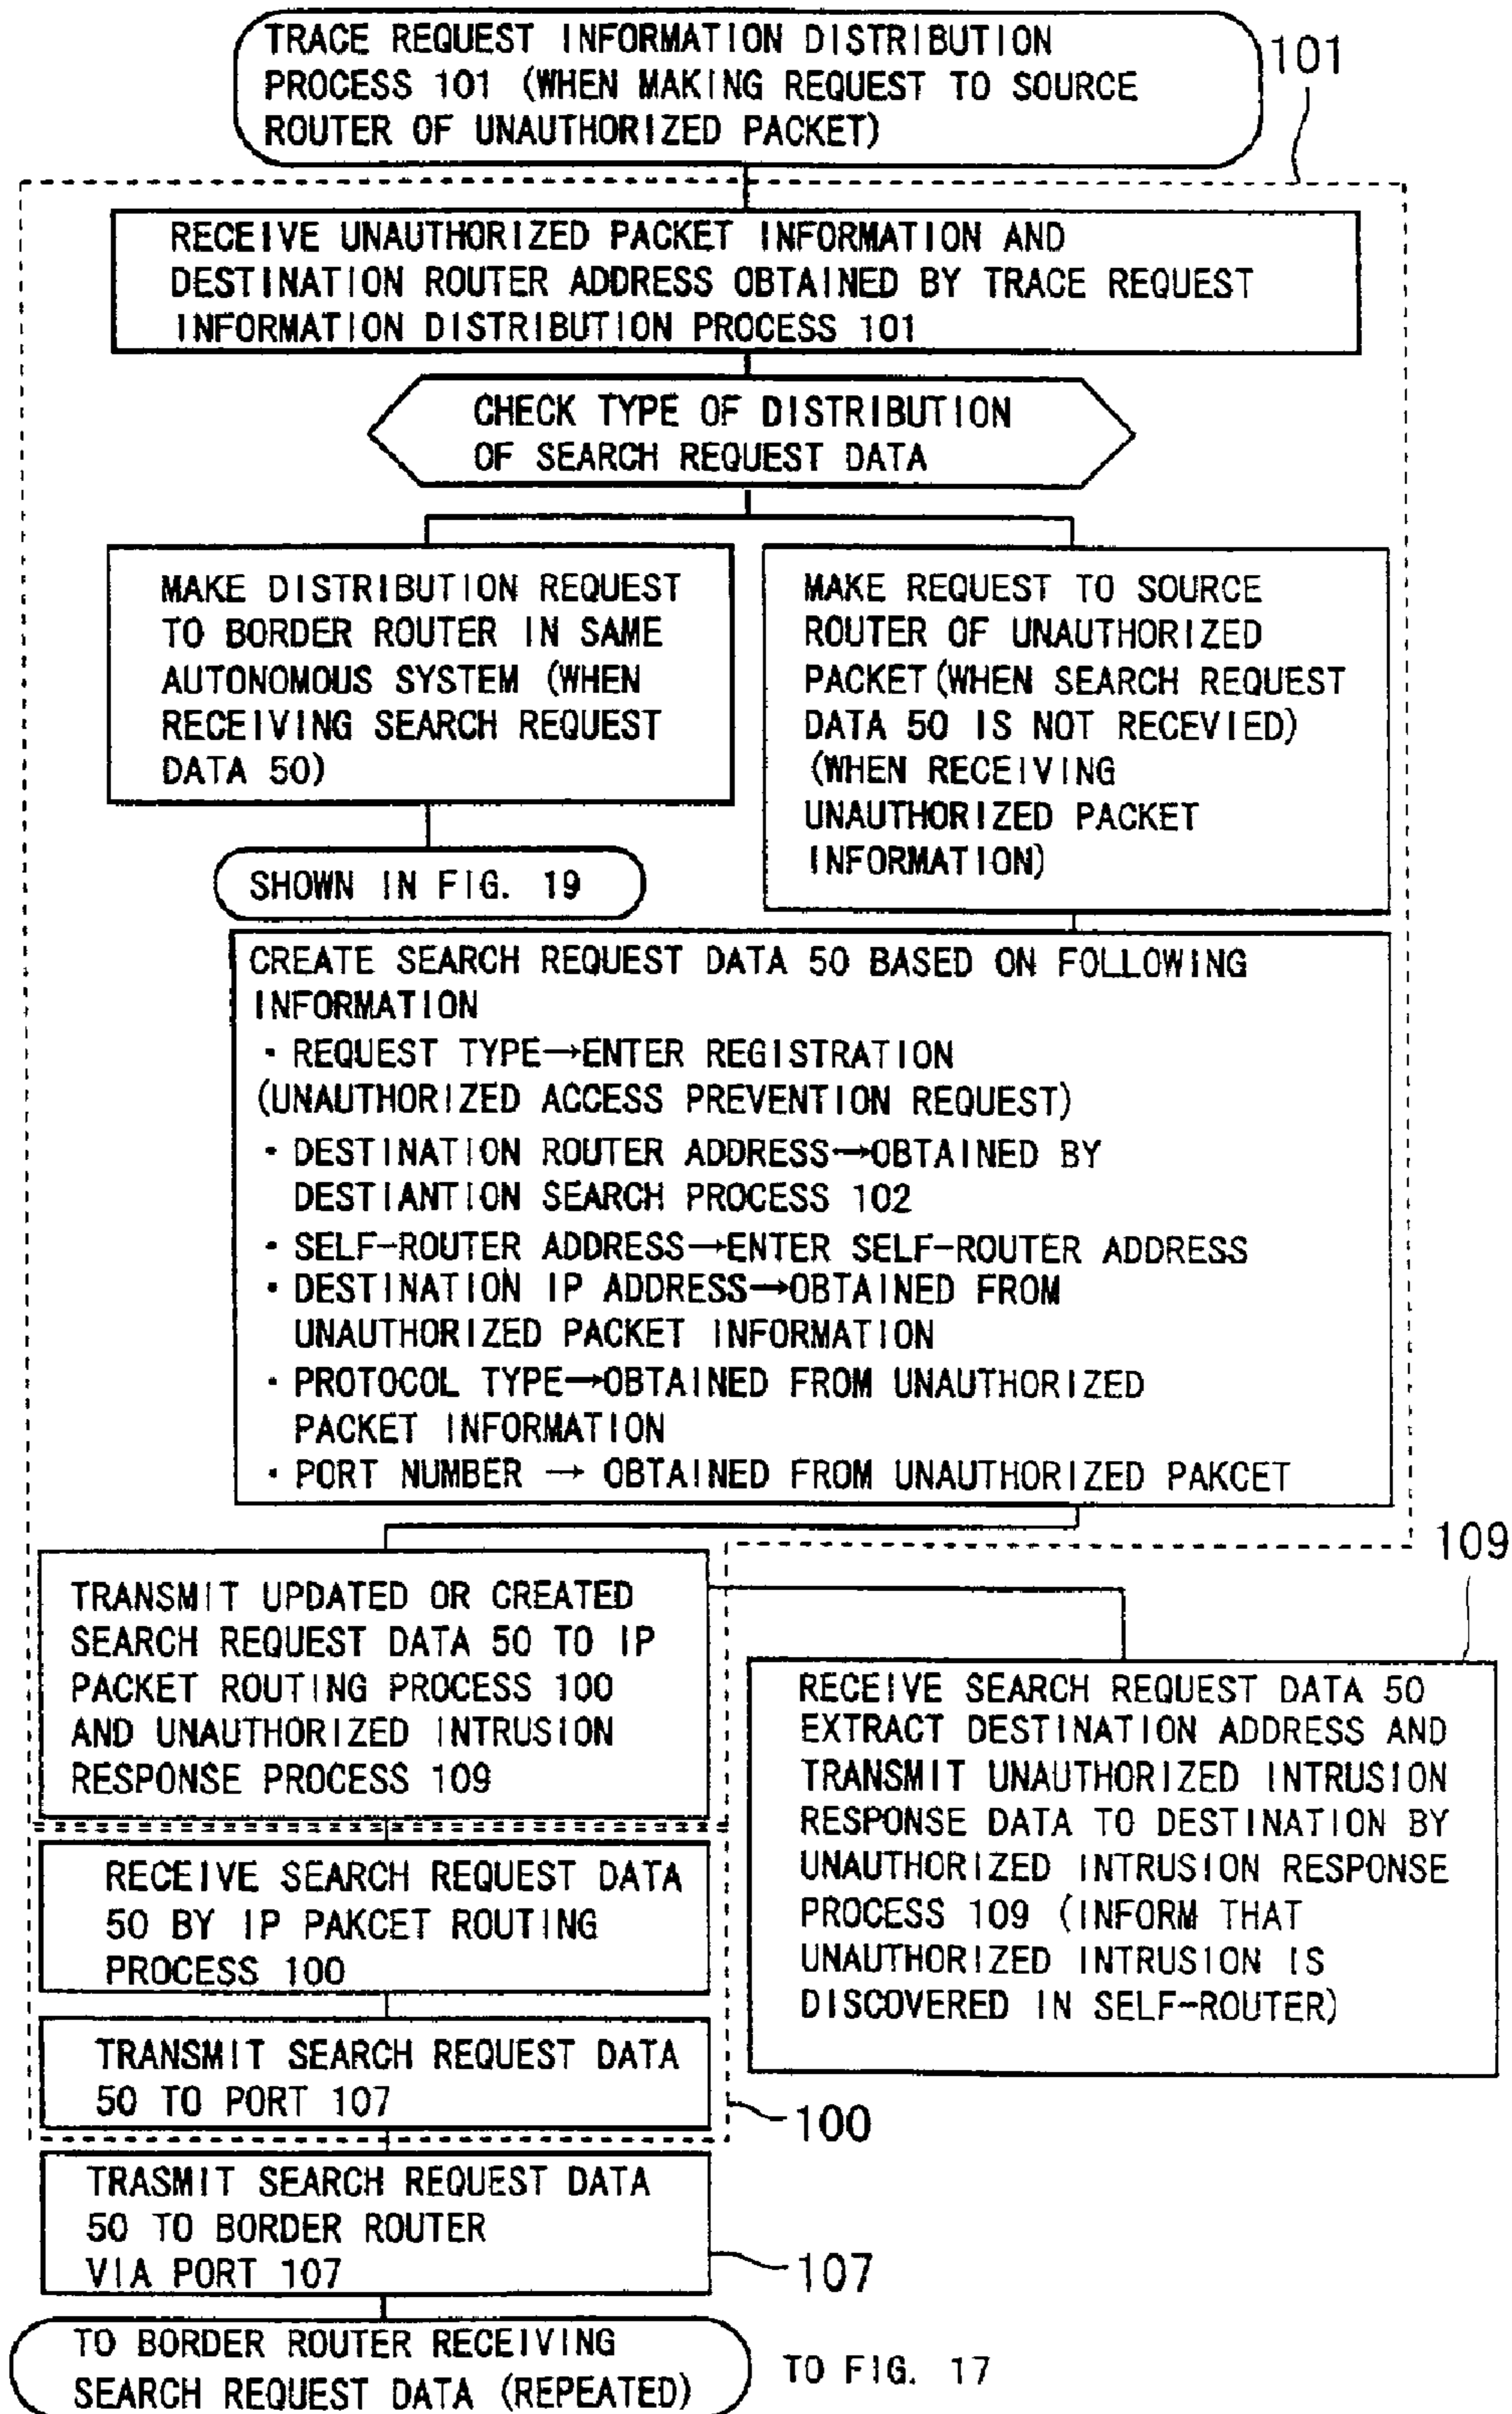 TRACE REQUEST INFORMATION DISTRIBUTION
PROCESS 101 (WHEN MAKING REQUEST TO SOURCE
ROUTER OF UNAUTHORIZED PACKET)
101
RECEIVE UNAUTHORIZED PACKET INFORMATION AND
DESTINATION ROUTER ADDRESS OBTAINED BY TRACE REQUEST
INFORMATION DISTRIBUTION PROCESS 101
CHECK TYPE OF DISTRIBUTION
OF SEARCH REQUEST DATA
MAKE DISTRIBUTION REQUEST
TO BORDER ROUTER IN SAME
AUTONOMOUS SYSTEM (WHEN
RECEIVING SEARCH REQUEST
DATA 50)
SHOWN IN FIG. 19
MAKE REQUEST TO SOURCE
ROUTER OF UNAUTHORIZED
PACKET(WHEN SEARCH REQUEST
DATA 50 IS NOT RECEVIED)
(WHEN RECEIVING
UNAUTHORIZED PACKET
INFORMATION)
CREATE SEARCH REQUEST DATA 50 BASED ON FOLLOWING
INFORMATION
・REQUEST TYPE→ENTER REGISTRATION
(UNAUTHORIZED ACCESS PREVENTION REQUEST)
・DESTINATION ROUTER ADDRESS→OBTAINED BY
DESTIANTION SEARCH PROCESS 102
・SELF-ROUTER ADDRESS→ENTER SELF-ROUTER ADDRESS
・DESTINATION IP ADDRESS→OBTAINED FROM
UNAUTHORIZED PACKET INFORMATION
・PROTOCOL TYPE→OBTAINED FROM UNAUTHORIZED
PACKET INFORMATION
・PORT NUMBER → OBTAINED FROM UNAUTHORIZED PAKCET
TRANSMIT UPDATED OR CREATED
SEARCH REQUEST DATA 50 TO IP
PACKET ROUTING PROCESS 100
AND UNAUTHORIZED INTRUSION
RESPONSE PROCESS 109
109
RECEIVE SEARCH REQUEST DATA 50
EXTRACT DESTINATION ADDRESS AND
TRANSMIT UNAUTHORIZED INTRUSION
RESPONSE DATA TO DESTINATION BY
UNAUTHORIZED INTRUSION RESPONSE
PROCESS 109 (INFORM THAT
UNAUTHORIZED INTRUSION IS
DISCOVERED IN SELF-ROUTER)
RECEIVE SEARCH REQUEST DATA
50 BY IP PAKCET ROUTING
PROCESS 100
TRANSMIT SEARCH REQUEST DATA
50 TO PORT 107
100
TRASMIT SEARCH REQUEST DATA
50 TO BORDER ROUTER
VIA PORT 107
107
TO BORDER ROUTER RECEIVING
SEARCH REQUEST DATA (REPEATED)
TO FIG. 17